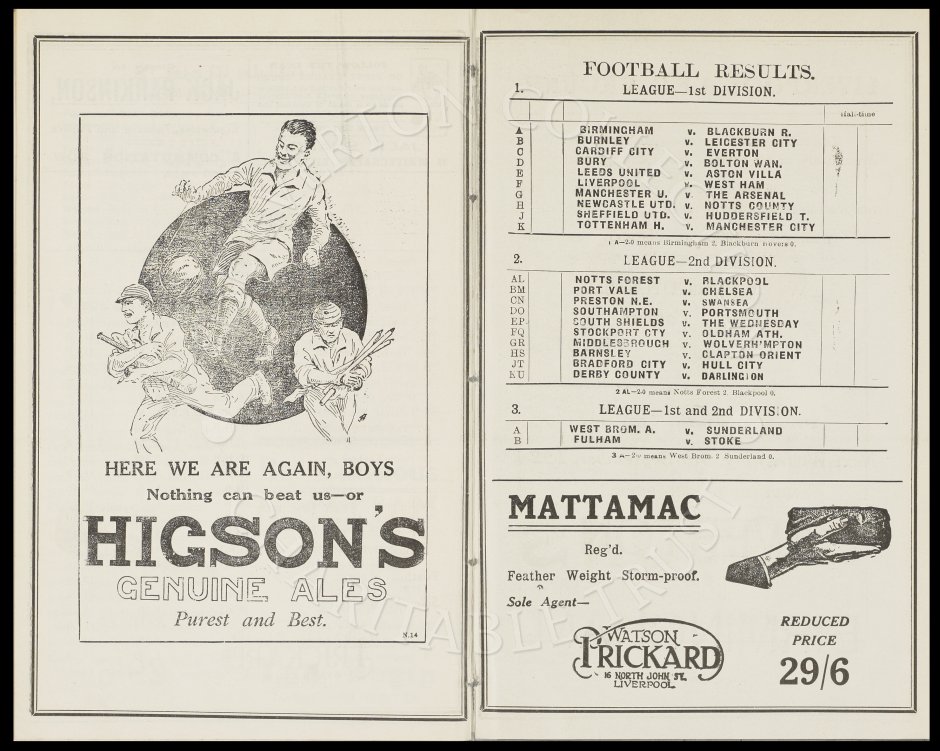 HERE WE ARE AGAIN, BOYS
Nothing can beat us—or
HIGSON'S
GENUINE ALES
Purest and Best.
N.14
FOOTBALL RESULTS.
1. LEAGUE—1st DIVISION.
Half-time
A BIRMINGHAM v. BLACKBURN R.
B BURNLEY v. LEICESTER CITY
C CARDIFF CITY v. EVERTON
D BURY v. BOLTON WAN.
E LEEDS UNITED v. ASTON VILLA
F LIVERPOOL v. WEST HAM
G MANCHESTER U. v. THE ARSENAL
H NEWCASTLE UTD. v. NOTTS COUNTY
J SHEFFIELD UTD. v. HUDDERSFIELD T.
K TOTTENHAM H. v. MANCHESTER CITY
1 A—2-0 means Birmingham 2, Blackburn Rovers 0.
2. LEAGUE—2nd DIVISION.
AL NOTTS FOREST v. BLACKPOOL
BM PORT VALE v. CHELSEA
CN PRESTON N.E. v. SWANSEA
DO SOUTHAMPTON v. PORTSMOUTH
EP SOUTH SHIELDS v. THE WEDNESDAY
FQ STOCKPORT CTY v. OLDHAM ATH.
GR MIDDLESBROUGH v. WOLVERH'MPTON
HS BARNSLEY v. CLAPTON ORIENT
JT BRADFORD CITY v. HULL CITY
KU DERBY COUNTY v. DARLINGTON
2 AL—2-0 means Notts Forest 2, Blackpool 0.
3. LEAGUE—1st and 2nd DIVISION.
A WEST BROM. A. v. SUNDERLAND
B FULHAM v. STOKE
3 A—2-0 means West Brom. 2 Sunderland 0.
MATTAMAC
Reg'd.
Feather Weight Storm-proof.
Sole Agent—
WATSON
PRICKARD
16 NORTH JOHN ST.
LIVERPOOL
REDUCED
PRICE
29/6